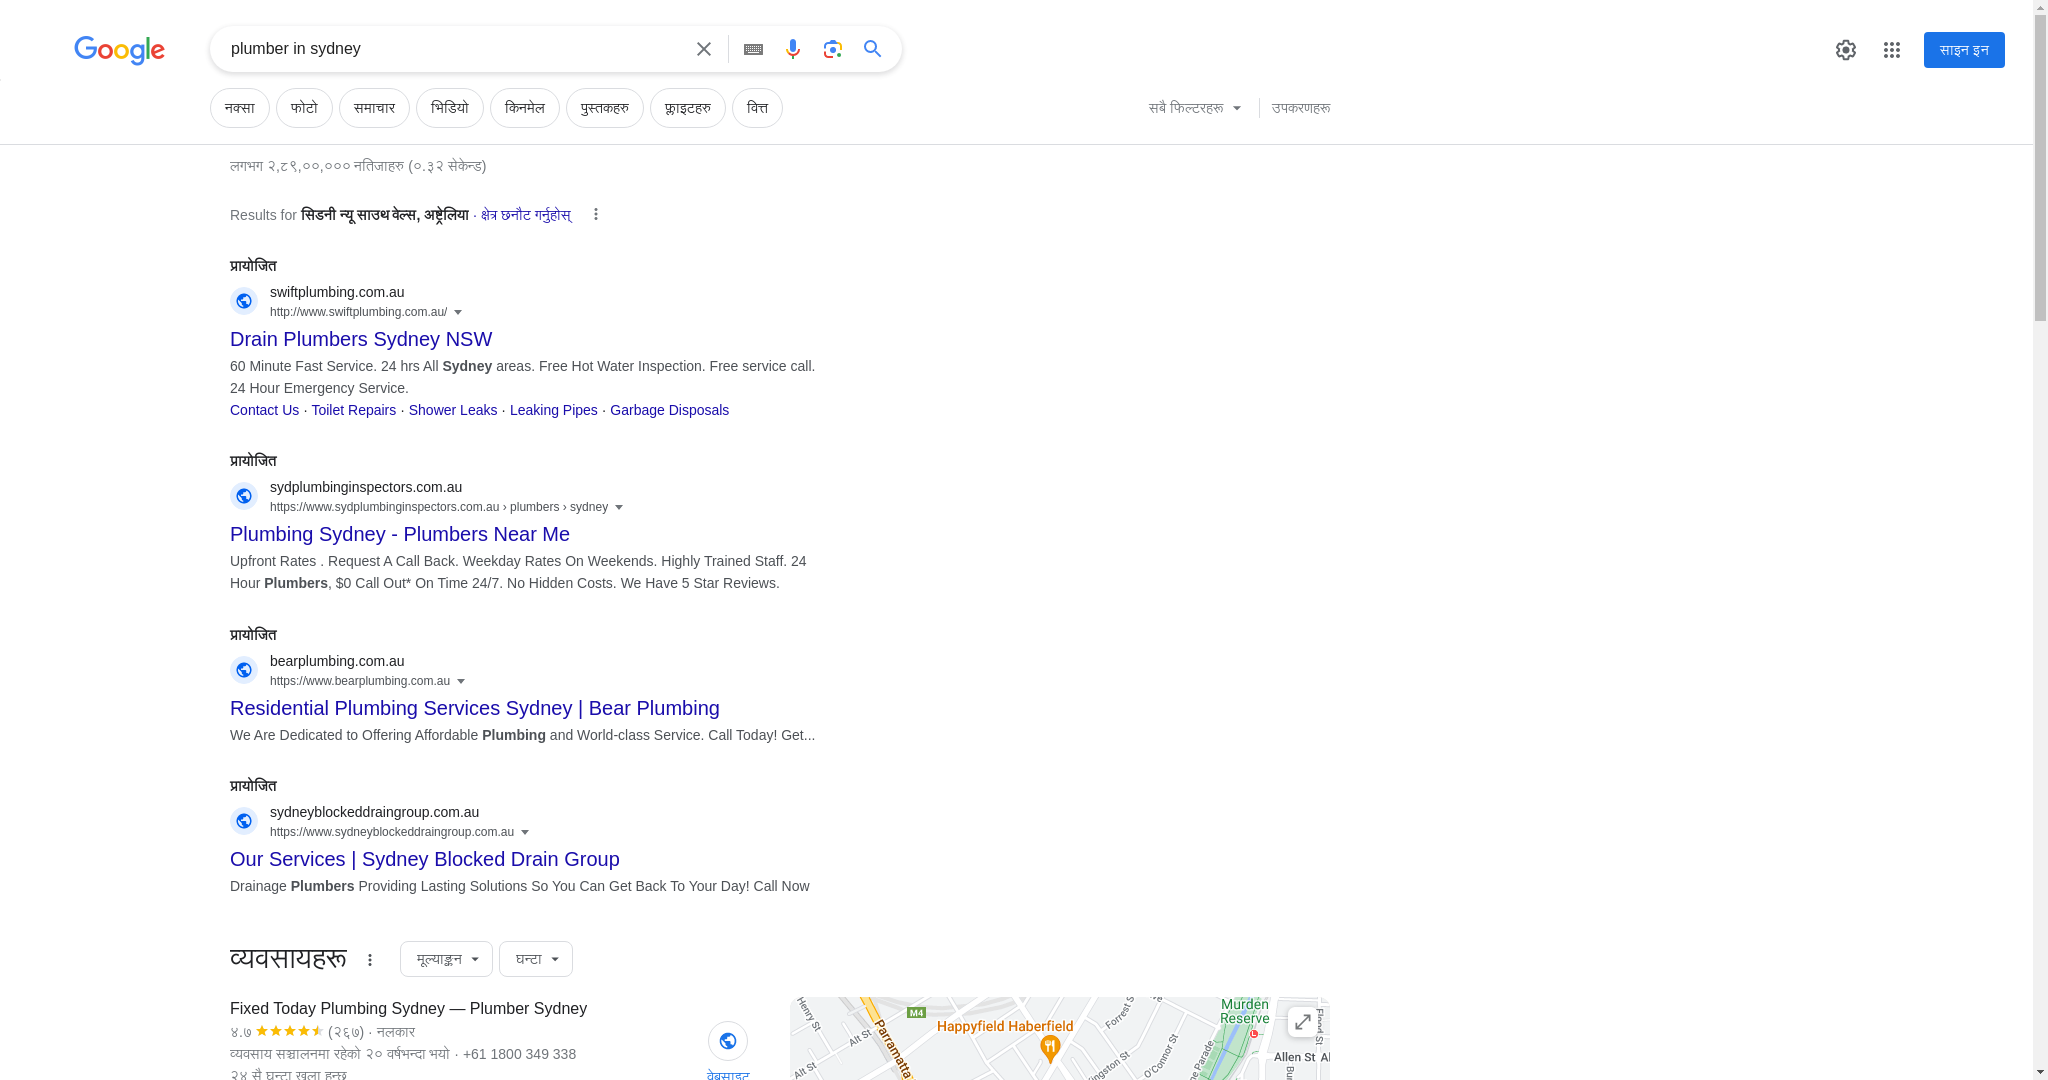 Google
plumber in sydney
साइन इन
नक्सा
फोटो
समाचार
भिडियो
किनमेल
पुस्तकहरु
फ्लाइटहरु
वित्त
सबै फिल्टरहरू
उपकरणहरू
लगभग २,८९,००,००० नतिजाहरु (०.३२ सेकेन्ड)
Results for सिडनी न्यू साउथ वेल्स, अष्ट्रेलिया · क्षेत्र छनौट गर्नुहोस्
प्रायोजित
swiftplumbing.com.au
http://www.swiftplumbing.com.au/
Drain Plumbers Sydney NSW
60 Minute Fast Service. 24 hrs All Sydney areas. Free Hot Water Inspection. Free service call.
24 Hour Emergency Service.
Contact Us · Toilet Repairs · Shower Leaks · Leaking Pipes · Garbage Disposals
प्रायोजित
sydplumbinginspectors.com.au
https://www.sydplumbinginspectors.com.au › plumbers › sydney
Plumbing Sydney - Plumbers Near Me
Upfront Rates . Request A Call Back. Weekday Rates On Weekends. Highly Trained Staff. 24
Hour Plumbers, $0 Call Out* On Time 24/7. No Hidden Costs. We Have 5 Star Reviews.
प्रायोजित
bearplumbing.com.au
https://www.bearplumbing.com.au
Residential Plumbing Services Sydney | Bear Plumbing
We Are Dedicated to Offering Affordable Plumbing and World-class Service. Call Today! Get...
प्रायोजित
sydneyblockeddraingroup.com.au
https://www.sydneyblockeddraingroup.com.au
Our Services | Sydney Blocked Drain Group
Drainage Plumbers Providing Lasting Solutions So You Can Get Back To Your Day! Call Now
व्यवसायहरू
मूल्याङ्कन
घन्टा
Fixed Today Plumbing Sydney — Plumber Sydney
४.७ (२६७) · नलकार
व्यवसाय सञ्चालनमा रहेको २० वर्षभन्दा भयो · +61 1800 349 338
२४ सै घन्टा खुला हुन्छ
वेबसाइट
Henry St
M4
Parramatta
Alt St
Alt St
Happyfield Haberfield
Forrest S
Kingston St
O'Connor St
Parade
Murden
Reserve
Flood St
Allen St